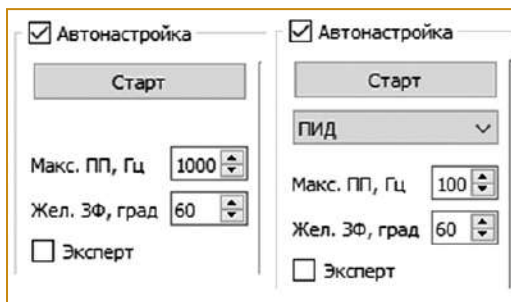 Автонастройка
Старт
Макс. ПП, Гц 1000
Жел. ЗФ, град 60
Эксперт
Автонастройка
Старт
ПИД
Макс. ПП, Гц 100
Жел. ЗФ, град 60
Эксперт